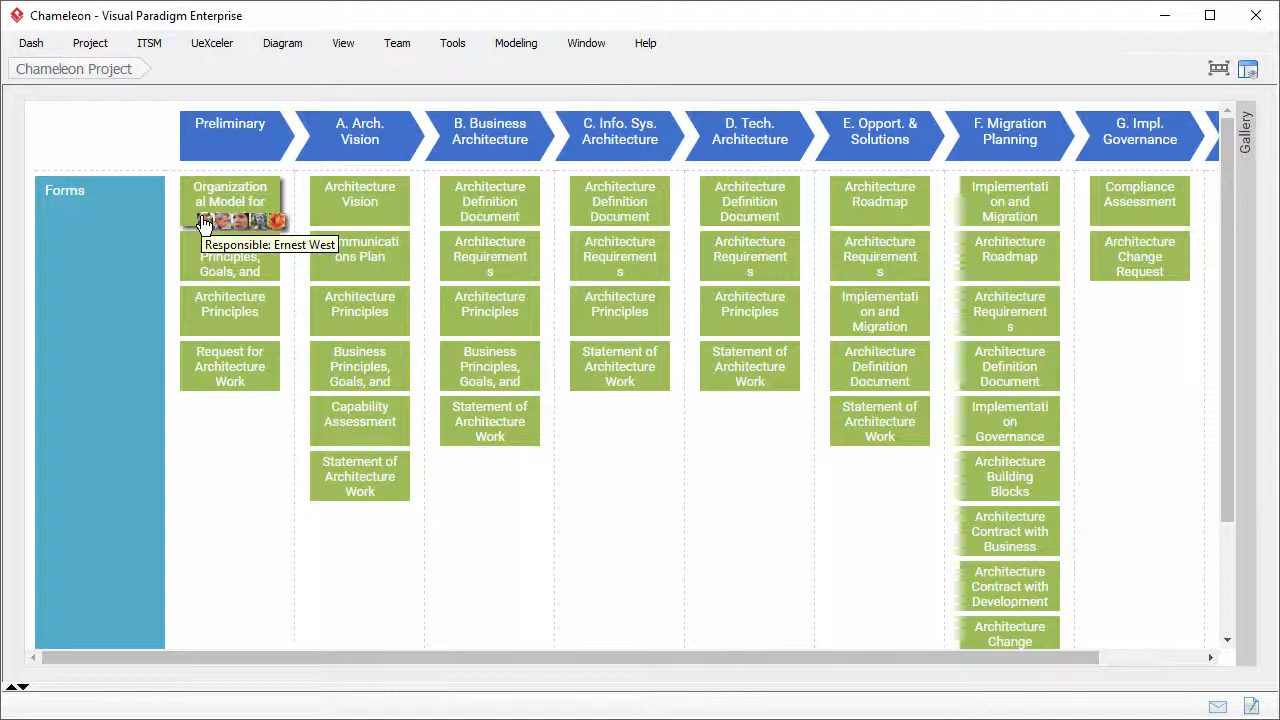 Chameleon - Visual Paradigm Enterprise
Dash Project ITSM UeXceler Diagram View Team Tools Modeling Window Help
Chameleon Project
Gallery
Preliminary
A. Arch.
Vision
B. Business
Architecture
C. Info. Sys.
Architecture
D. Tech.
Architecture
E. Opport. &
Solutions
F. Migration
Planning
G. Impl.
Governance
Forms
Organization
al Model for
Responsible: Ernest West
Principles,
Goals, and
Architecture
Principles
Request for
Architecture
Work
Architecture
Vision
mmunicati
ons Plan
Architecture
Principles
Business
Principles,
Goals, and
Capability
Assessment
Statement of
Architecture
Work
Architecture
Definition
Document
Architecture
Requirement
s
Architecture
Principles
Business
Principles,
Goals, and
Statement of
Architecture
Work
Architecture
Definition
Document
Architecture
Requirement
s
Architecture
Principles
Statement of
Architecture
Work
Architecture
Definition
Document
Architecture
Requirement
s
Architecture
Principles
Statement of
Architecture
Work
Architecture
Roadmap
Architecture
Requirement
s
Implementati
on and
Migration
Architecture
Definition
Document
Statement of
Architecture
Work
Implementati
on and
Migration
Architecture
Roadmap
Architecture
Requirement
s
Architecture
Definition
Document
Implementati
on
Governance
Architecture
Building
Blocks
Architecture
Contract with
Business
Architecture
Contract with
Development
Architecture
Change
Compliance
Assessment
Architecture
Change
Request